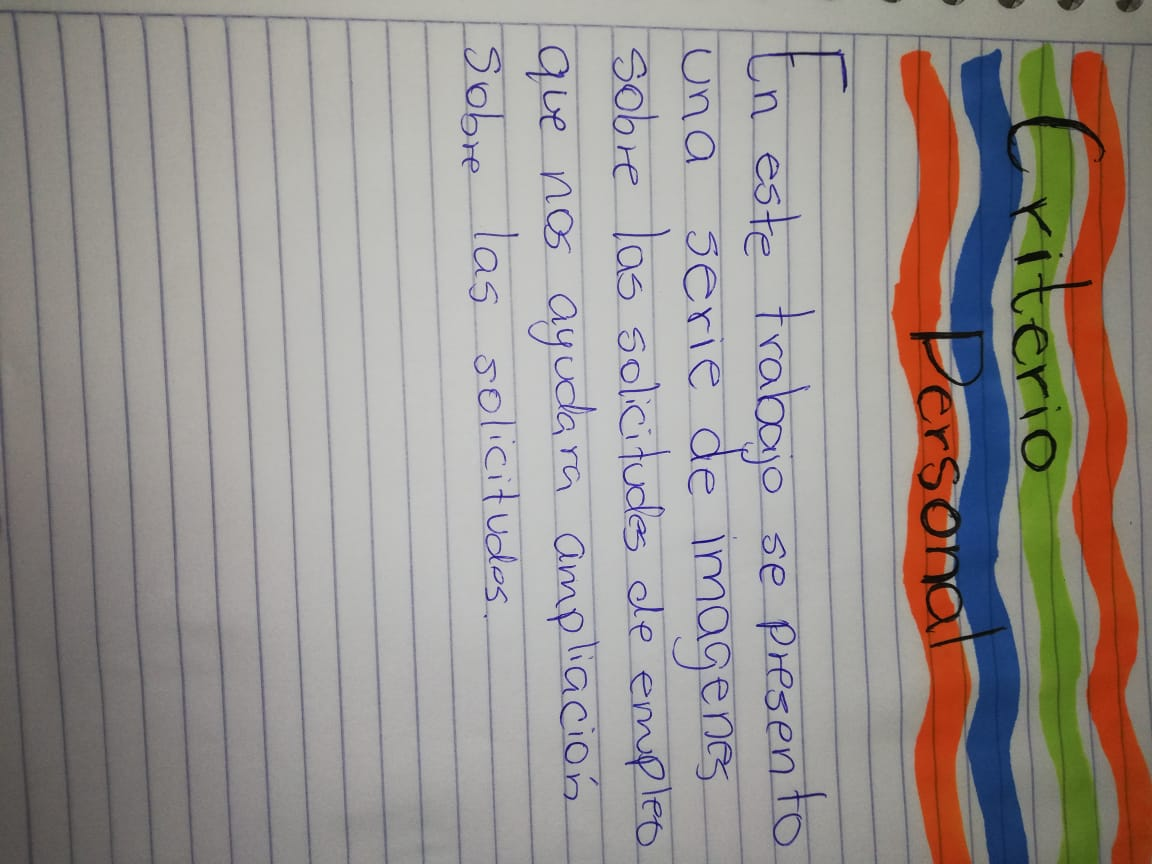 Criterio
Personal
En este trabajo se presento
una serie de imagenes
sobre las solicitudes de empleo
que nos ayudara ampliación
sobre las solicitudes.